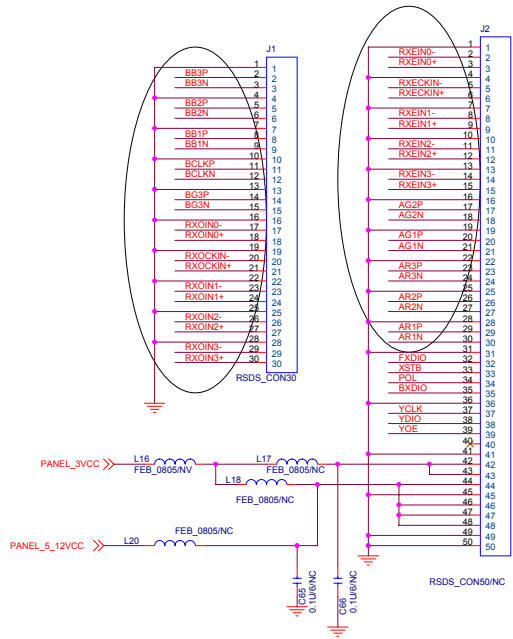 J1
1 1
BB3P 2 2
BB3N 3 3
4 4
BB2P 5 5
BB2N 6 6
7 7
BB1P 8 8
BB1N 9 9
10 10
BCLKP 11 11
BCLKN 12 12
13 13
BG3P 14 14
BG3N 15 15
16 16
RXOIN0- 17 17
RXOIN0+ 18 18
19 19
RXOCKIN- 20 20
RXOCKIN+ 21 21
22 22
RXOIN1- 23 23
RXOIN1+ 24 24
25 25
RXOIN2- 26 26
RXOIN2+ 27 27
28 28
RXOIN3- 29 29
RXOIN3+ 30 30
RSDS_CON30
J2
1 1
RXEIN0- 2 2
RXEIN0+ 3 3
4 4
RXECKIN- 5 5
RXECKIN+ 6 6
7 7
RXEIN1- 8 8
RXEIN1+ 9 9
10 10
RXEIN2- 11 11
RXEIN2+ 12 12
13 13
RXEIN3- 14 14
RXEIN3+ 15 15
16 16
AG2P 17 17
AG2N 18 18
19 19
AG1P 20 20
AG1N 21 21
22 22
AR3P 23 23
AR3N 24 24
25 25
AR2P 26 26
AR2N 27 27
28 28
AR1P 29 29
AR1N 30 30
31 31
FXDIO 32 32
XSTB 33 33
POL 34 34
BXDIO 35 35
36 36
YCLK 37 37
YDIO 38 38
YOE 39 39
40 40
41 41
42 42
43 43
44 44
45 45
46 46
47 47
48 48
49 49
50 50
RSDS_CON50/NC
PANEL_3VCC
L16
FEB_0805/NV
L17
FEB_0805/NC
L18
FEB_0805/NC
PANEL_5_12VCC
L20
FEB_0805/NC
C65
0.1U/6/NC
C66
0.1U/6/NC